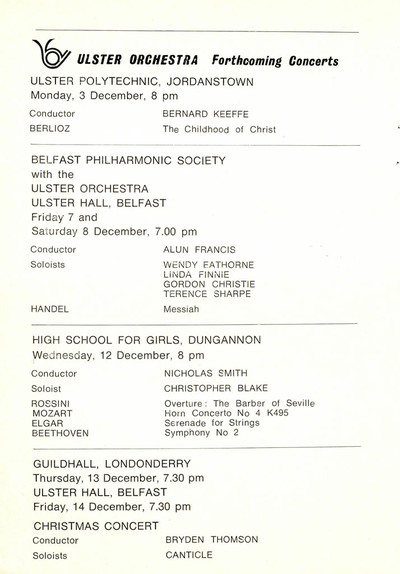 ULSTER ORCHESTRA Forthcoming Concerts
ULSTER POLYTECHNIC, JORDANSTOWN
Monday, 3 December, 8 pm
Conductor BERNARD KEEFFE
BERLIOZ The Childhood of Christ
BELFAST PHILHARMONIC SOCIETY
with the
ULSTER ORCHESTRA
ULSTER HALL, BELFAST
Friday 7 and
Saturday 8 December, 7.00 pm
Conductor ALUN FRANCIS
Soloists WENDY EATHORNE
LINDA FINNIE
GORDON CHRISTIE
TERENCE SHARPE
HANDEL Messiah
HIGH SCHOOL FOR GIRLS, DUNGANNON
Wednesday, 12 December, 8 pm
Conductor NICHOLAS SMITH
Soloist CHRISTOPHER BLAKE
ROSSINI Overture: The Barber of Seville
MOZART Horn Concerto No 4 K495
ELGAR Serenade for Strings
BEETHOVEN Symphony No 2
GUILDHALL, LONDONDERRY
Thursday, 13 December, 7.30 pm
ULSTER HALL, BELFAST
Friday, 14 December, 7.30 pm
CHRISTMAS CONCERT
Conductor BRYDEN THOMSON
Soloists CANTICLE